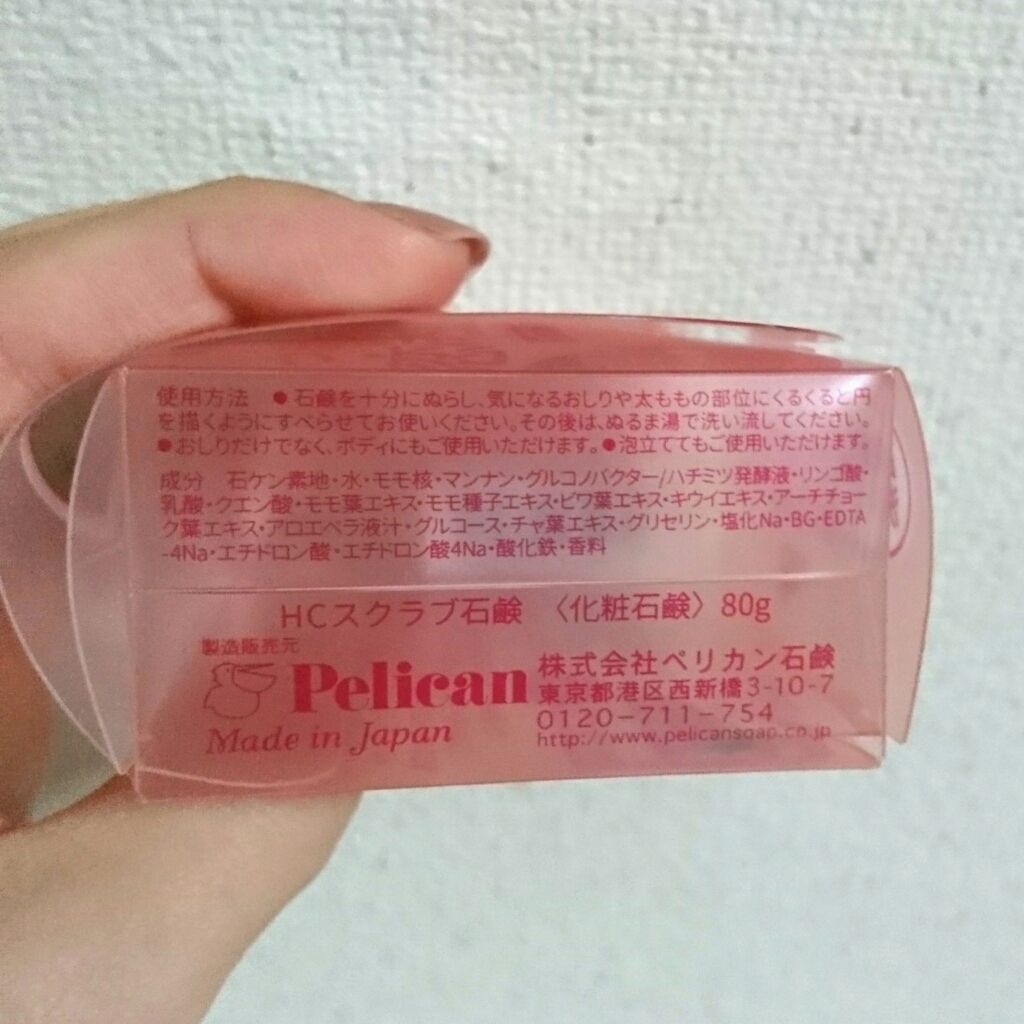 使用方法　●石鹸を十分にぬらし、気になるおしりや太ももの部位にくるくると円
を描くようにすべらせてお使いください。その後は、ぬるま湯で洗い流してください。
●おしりだけでなく、ボディにもご使用いただけます。●泡立ててもご使用いただけます。
成分　石ケン素地・水・モモ核・マンナン・グルコノバクター/ハチミツ発酵液・リンゴ酸・
乳酸・クエン酸・モモ葉エキス・モモ種子エキス・ビワ葉エキス・キウイエキス・アーチチョー
ク葉エキス・アロエベラ液汁・グルコース・チャ葉エキス・グリセリン・塩化Na・BG・EDTA
-4Na・エチドロン酸・エチドロン酸4Na・酸化鉄・香料
HCスクラブ石鹸　〈化粧石鹸〉80g
製造販売元
Pelican
Made in Japan
株式会社ペリカン石鹸
東京都港区西新橋3-10-7
0120-711-754
http://www.pelicansoap.co.jp